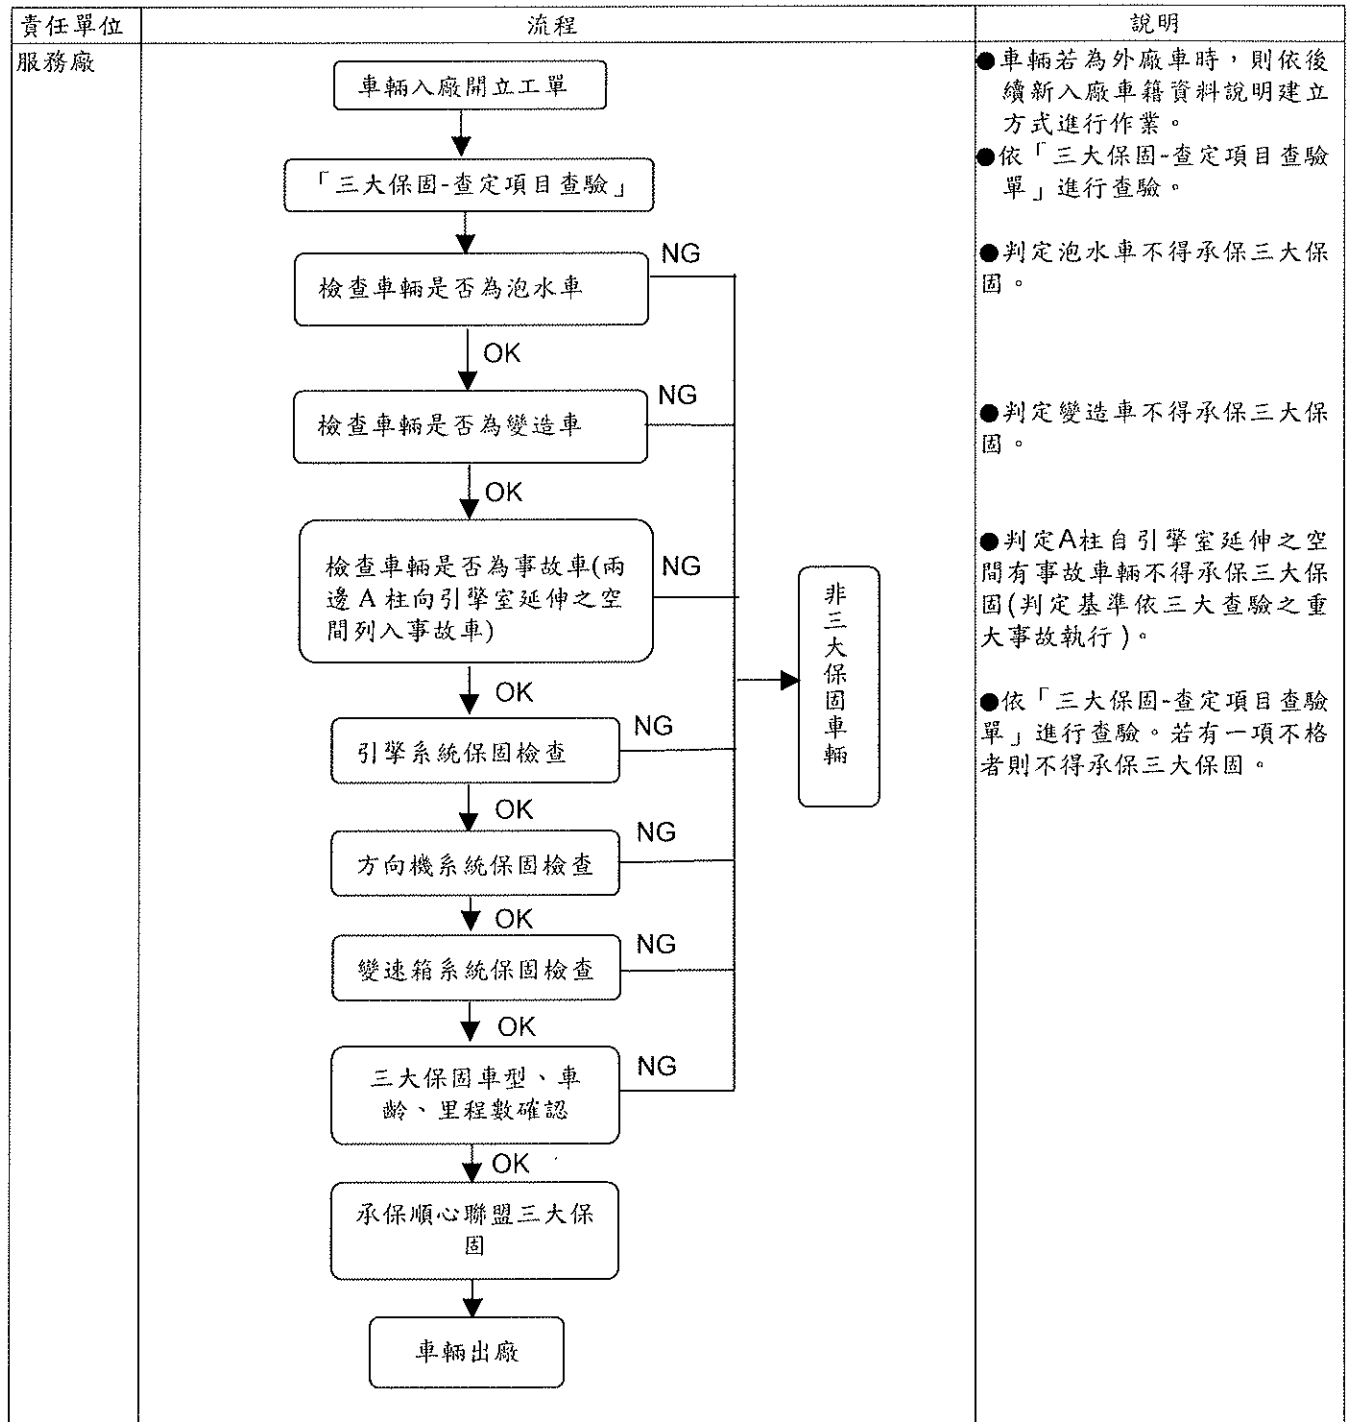 責任單位
流程
說明
服務廠
車輛入廠開立工單
「三大保固-查定項目查驗」
檢查車輛是否為泡水車
NG
OK
檢查車輛是否為變造車
NG
OK
檢查車輛是否為事故車(兩
邊 A 柱向引擎室延伸之空
間列入事故車)
NG
OK
引擎系統保固檢查
NG
OK
方向機系統保固檢查
NG
OK
變速箱系統保固檢查
NG
OK
三大保固車型、車
齡、里程數確認
NG
OK
承保順心聯盟三大保
固
車輛出廠
非三大保固車輛
●車輛若為外廠車時，則依後
續新入廠車籍資料說明建立
方式進行作業。
●依「三大保固-查定項目查驗
單」進行查驗。
●判定泡水車不得承保三大保
固。
●判定變造車不得承保三大保
固。
●判定A柱自引擎室延伸之空
間有事故車輛不得承保三大保
固(判定基準依三大查驗之重
大事故執行)。
●依「三大保固-查定項目查驗
單」進行查驗。若有一項不格
者則不得承保三大保固。